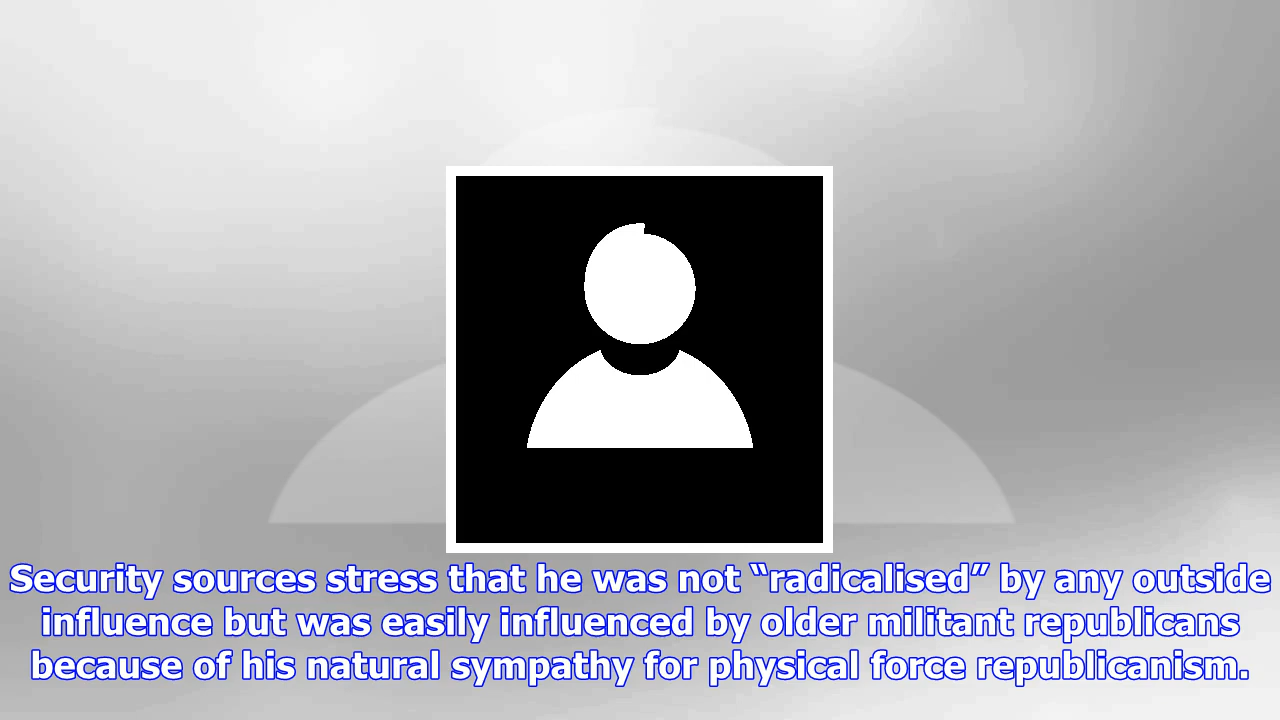 Security sources stress that he was not “radicalised” by any outside
influence but was easily influenced by older militant republicans
because of his natural sympathy for physical force republicanism.